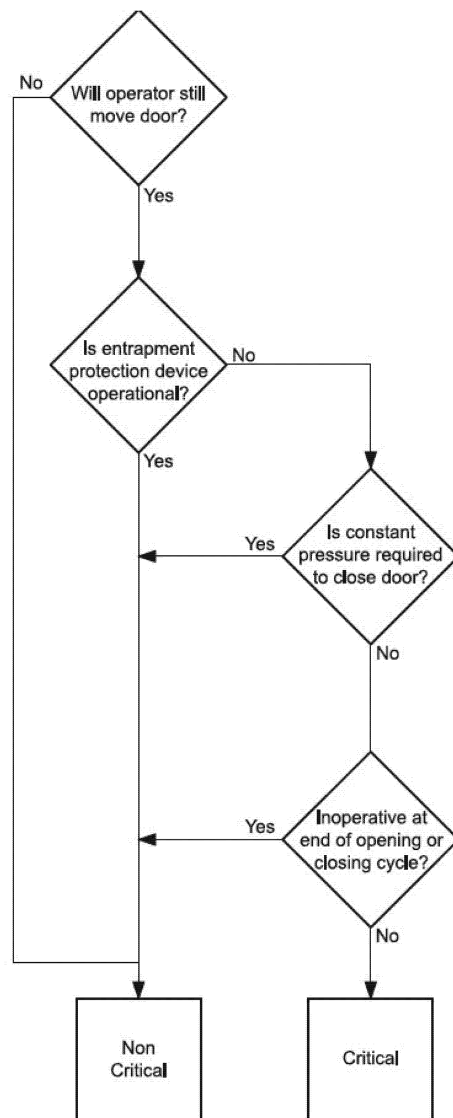 No
Will operator still
move door?
Yes
Is entrapment
protection device
operational?
No
Yes
Is constant
pressure required
to close door?
Yes
No
Inoperative at
end of opening or
closing cycle?
Yes
No
Non
Critical
Critical